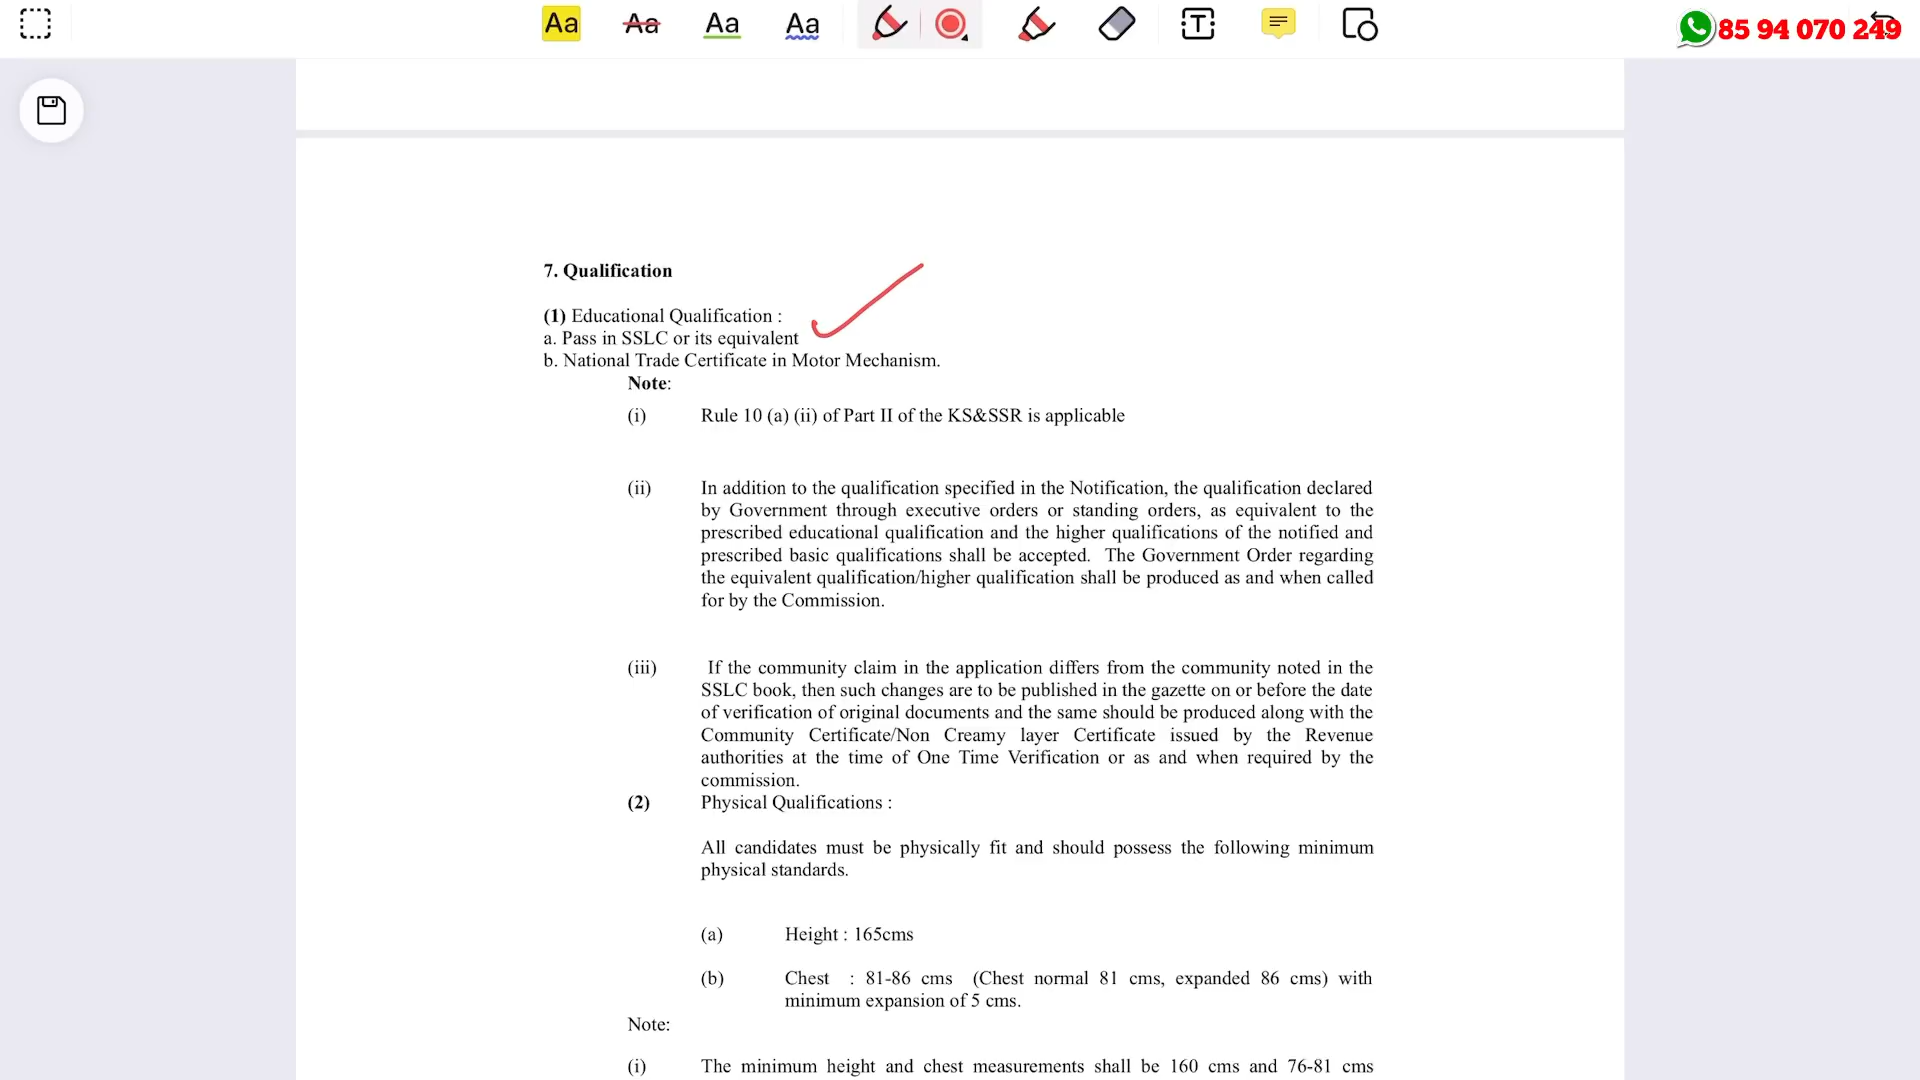 Aa Aa Aa Aa T
85 94 070 249
7. Qualification
(1) Educational Qualification :
a. Pass in SSLC or its equivalent
b. National Trade Certificate in Motor Mechanism.
Note:
(i) Rule 10 (a) (ii) of Part II of the KS&SSR is applicable
(ii) In addition to the qualification specified in the Notification, the qualification declared
by Government through executive orders or standing orders, as equivalent to the
prescribed educational qualification and the higher qualifications of the notified and
prescribed basic qualifications shall be accepted. The Government Order regarding
the equivalent qualification/higher qualification shall be produced as and when called
for by the Commission.
(iii) If the community claim in the application differs from the community noted in the
SSLC book, then such changes are to be published in the gazette on or before the date
of verification of original documents and the same should be produced along with the
Community Certificate/Non Creamy layer Certificate issued by the Revenue
authorities at the time of One Time Verification or as and when required by the
commission.
(2) Physical Qualifications :
All candidates must be physically fit and should possess the following minimum
physical standards.
(a) Height : 165cms
(b) Chest : 81-86 cms (Chest normal 81 cms, expanded 86 cms) with
minimum expansion of 5 cms.
Note:
(i) The minimum height and chest measurements shall be 160 cms and 76-81 cms